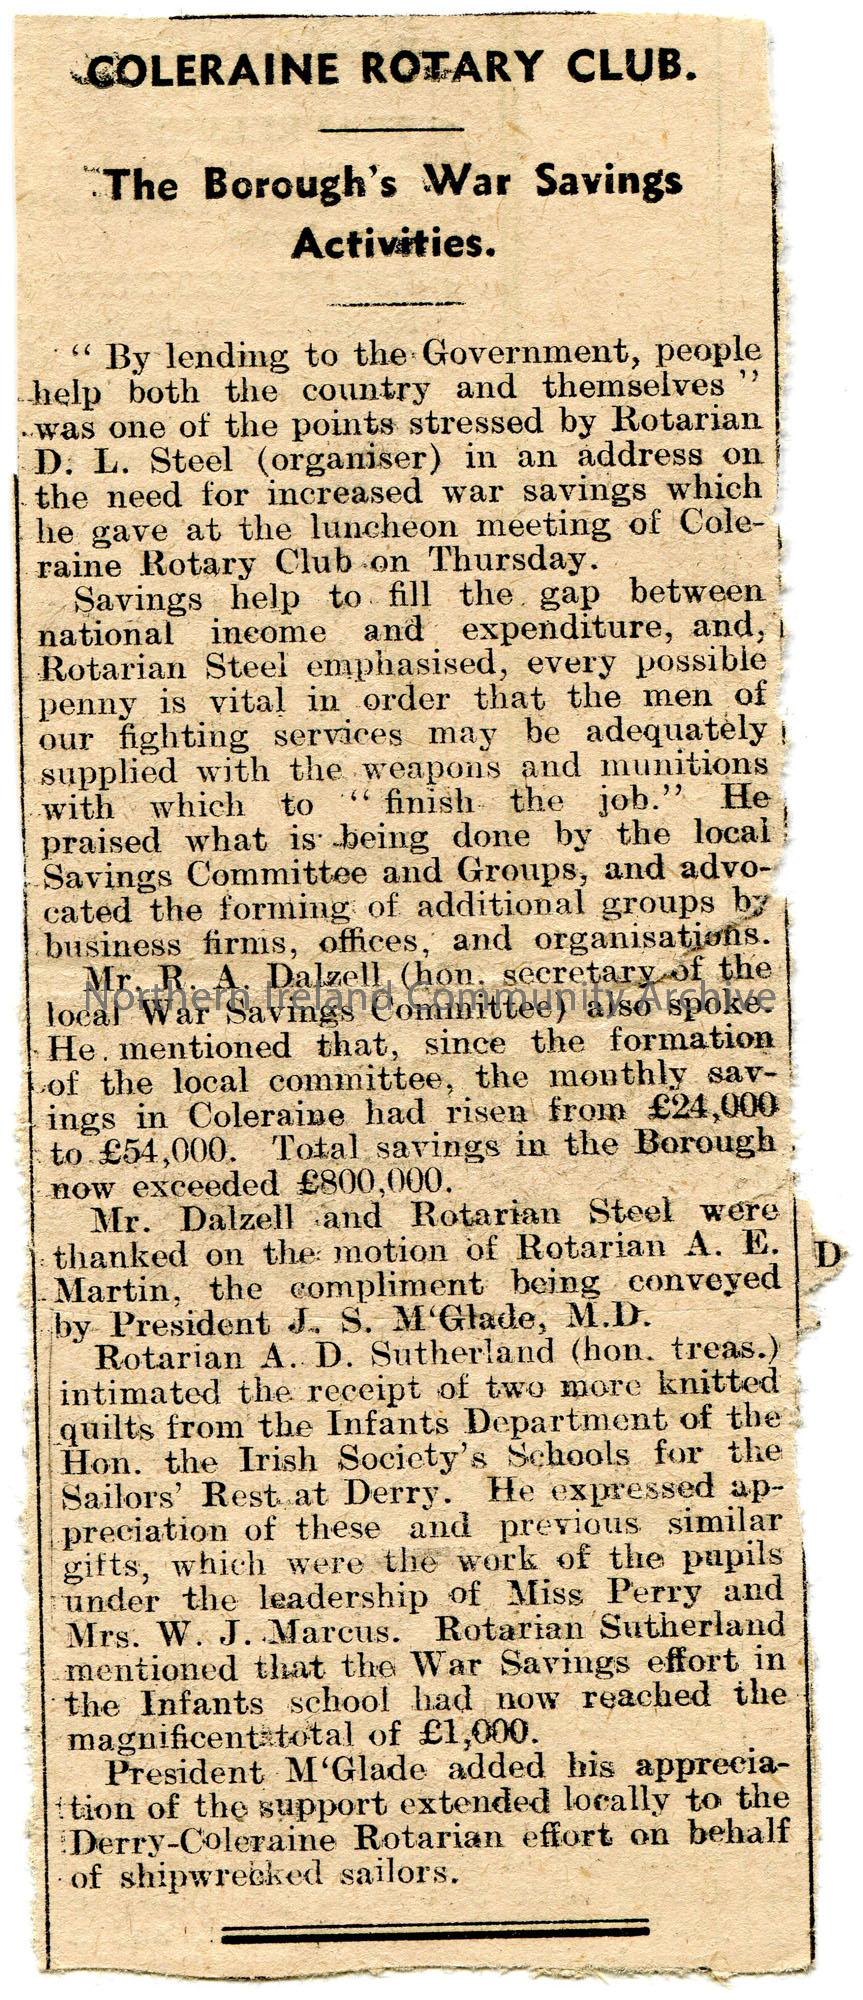 COLERAINE ROTARY CLUB.
The Borough's War Savings
Activities.
" By lending to the Government, people
help both the country and themselves "
was one of the points stressed by Rotarian
D. L. Steel (organiser) in an address on
the need for increased war savings which
he gave at the luncheon meeting of Cole-
raine Rotary Club on Thursday.
Savings help to fill the gap between
national income and expenditure, and,
Rotarian Steel emphasised, every possible
penny is vital in order that the men of
our fighting services may be adequately
supplied with the weapons and munitions
with which to " finish the job." He
praised what is being done by the local
Savings Committee and Groups, and advo-
cated the forming of additional groups by
business firms, offices, and organisations.
Mr. R. A. Dalzell (hon. secretary of the
Northern Ireland Community Archive
local War Savings Committee) also spoke.
He mentioned that, since the formation
of the local committee, the monthly sav-
ings in Coleraine had risen from £24,000
to £54,000. Total savings in the Borough
now exceeded £800,000.
Mr. Dalzell and Rotarian Steel were
thanked on the motion of Rotarian A. E.
D
Martin, the compliment being conveyed
by President J. S. M'Glade, M.D.
Rotarian A. D. Sutherland (hon. treas.)
intimated the receipt of two more knitted
quilts from the Infants Department of the
Hon. the Irish Society's Schools for the
Sailors' Rest at Derry. He expressed ap-
preciation of these and previous similar
gifts, which were the work of the pupils
under the leadership of Miss Perry and
Mrs. W. J. Marcus. Rotarian Sutherland
mentioned that the War Savings effort in
the Infants school had now reached the
magnificent total of £1,000.
President M'Glade added his apprecia-
tion of the support extended locally to the
Derry-Coleraine Rotarian effort on behalf
of shipwrecked sailors.